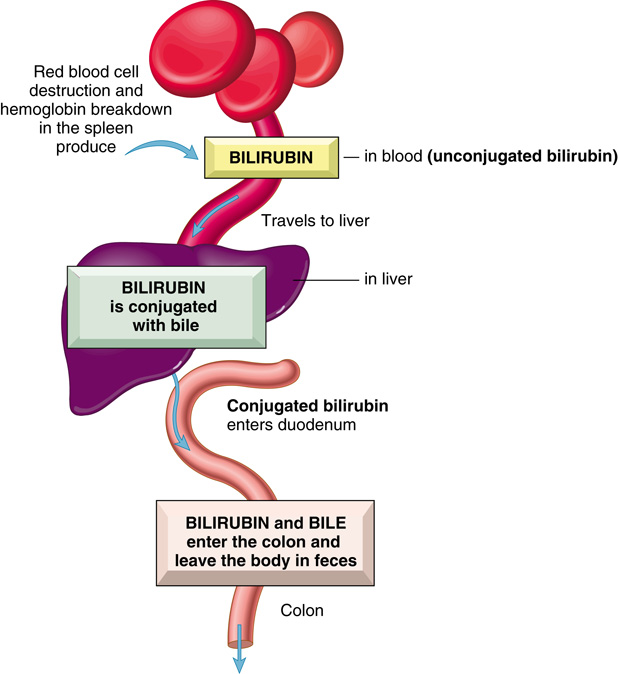 Red blood cell
destruction and
hemoglobin breakdown
in the spleen
produce
BILIRUBIN
in blood (unconjugated bilirubin)
Travels to liver
in liver
BILIRUBIN
is conjugated
with bile
Conjugated bilirubin
enters duodenum
BILIRUBIN and BILE
enter the colon and
leave the body in feces
Colon